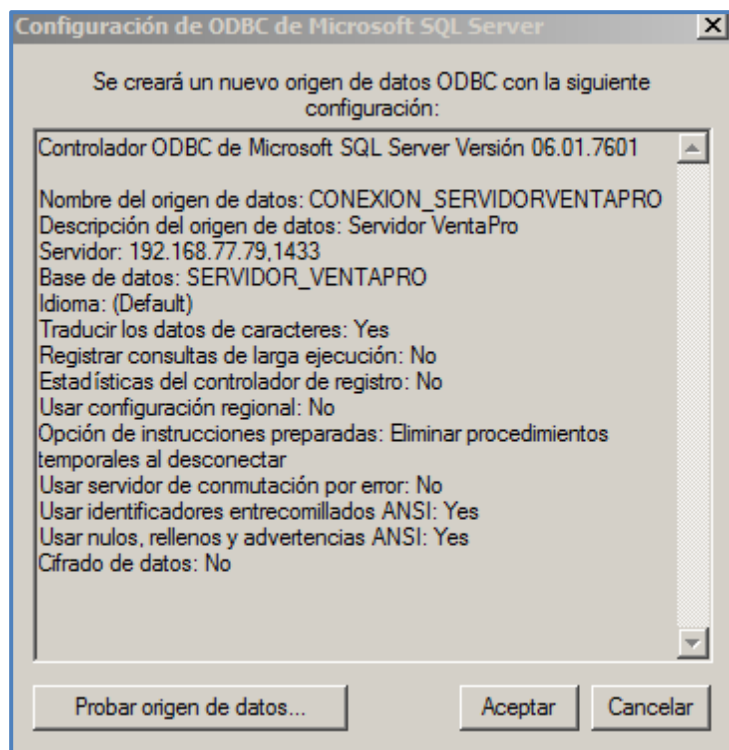 Configuración de ODBC de Microsoft SQL Server
Se creará un nuevo origen de datos ODBC con la siguiente
configuración:
Controlador ODBC de Microsoft SQL Server Versión 06.01.7601
Nombre del origen de datos: CONEXION_SERVIDORVENTAPRO
Descripción del origen de datos: Servidor VentaPro
Servidor: 192.168.77.79,1433
Base de datos: SERVIDOR_VENTAPRO
Idioma: (Default)
Traducir los datos de caracteres: Yes
Registrar consultas de larga ejecución: No
Estadísticas del controlador de registro: No
Usar configuración regional: No
Opción de instrucciones preparadas: Eliminar procedimientos
temporales al desconectar
Usar servidor de conmutación por error: No
Usar identificadores entrecomillados ANSI: Yes
Usar nulos, rellenos y advertencias ANSI: Yes
Cifrado de datos: No
Probar origen de datos... Aceptar Cancelar